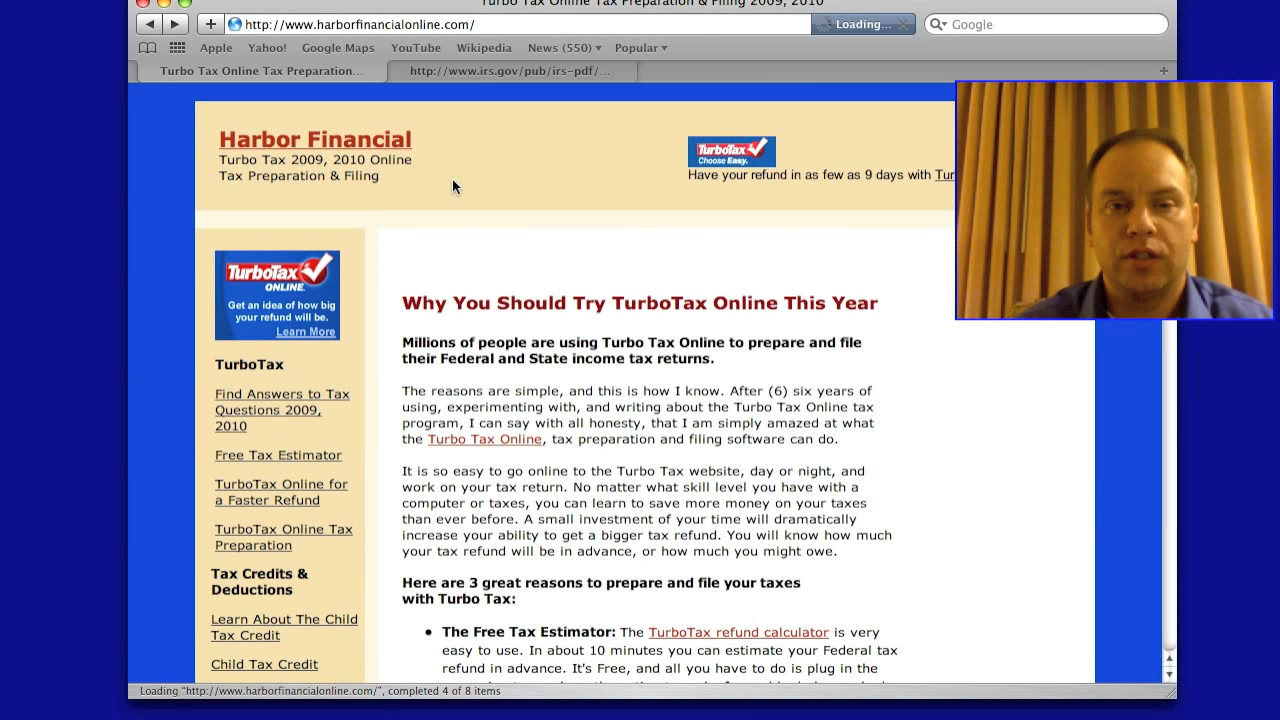 Turbo Tax Online Tax Preparation & Filing 2009, 2010
http://www.harborfinancialonline.com/
Loading...
Google
Apple Yahoo! Google Maps YouTube Wikipedia News (550) Popular
Turbo Tax Online Tax Preparation...
http://www.irs.gov/pub/irs-pdf/...
Harbor Financial
Turbo Tax 2009, 2010 Online
Tax Preparation & Filing
TurboTax
Choose Easy.
Have your refund in as few as 9 days with Tur
TurboTax
ONLINE.
Get an idea of how big
your refund will be.
Learn More
TurboTax
Find Answers to Tax
Questions 2009,
2010
Free Tax Estimator
TurboTax Online for
a Faster Refund
TurboTax Online Tax
Preparation
Tax Credits &
Deductions
Learn About The Child
Tax Credit
Child Tax Credit
Why You Should Try TurboTax Online This Year
Millions of people are using Turbo Tax Online to prepare and file
their Federal and State income tax returns.
The reasons are simple, and this is how I know. After (6) six years of
using, experimenting with, and writing about the Turbo Tax Online tax
program, I can say with all honesty, that I am simply amazed at what
the Turbo Tax Online, tax preparation and filing software can do.
It is so easy to go online to the Turbo Tax website, day or night, and
work on your tax return. No matter what skill level you have with a
computer or taxes, you can learn to save more money on your taxes
than ever before. A small investment of your time will dramatically
increase your ability to get a bigger tax refund. You will know how much
your tax refund will be in advance, or how much you might owe.
Here are 3 great reasons to prepare and file your taxes
with Turbo Tax:
• The Free Tax Estimator: The TurboTax refund calculator is very
easy to use. In about 10 minutes you can estimate your Federal tax
refund in advance. It's Free, and all you have to do is plug in the
Loading "http://www.harborfinancialonline.com/", completed 4 of 8 items